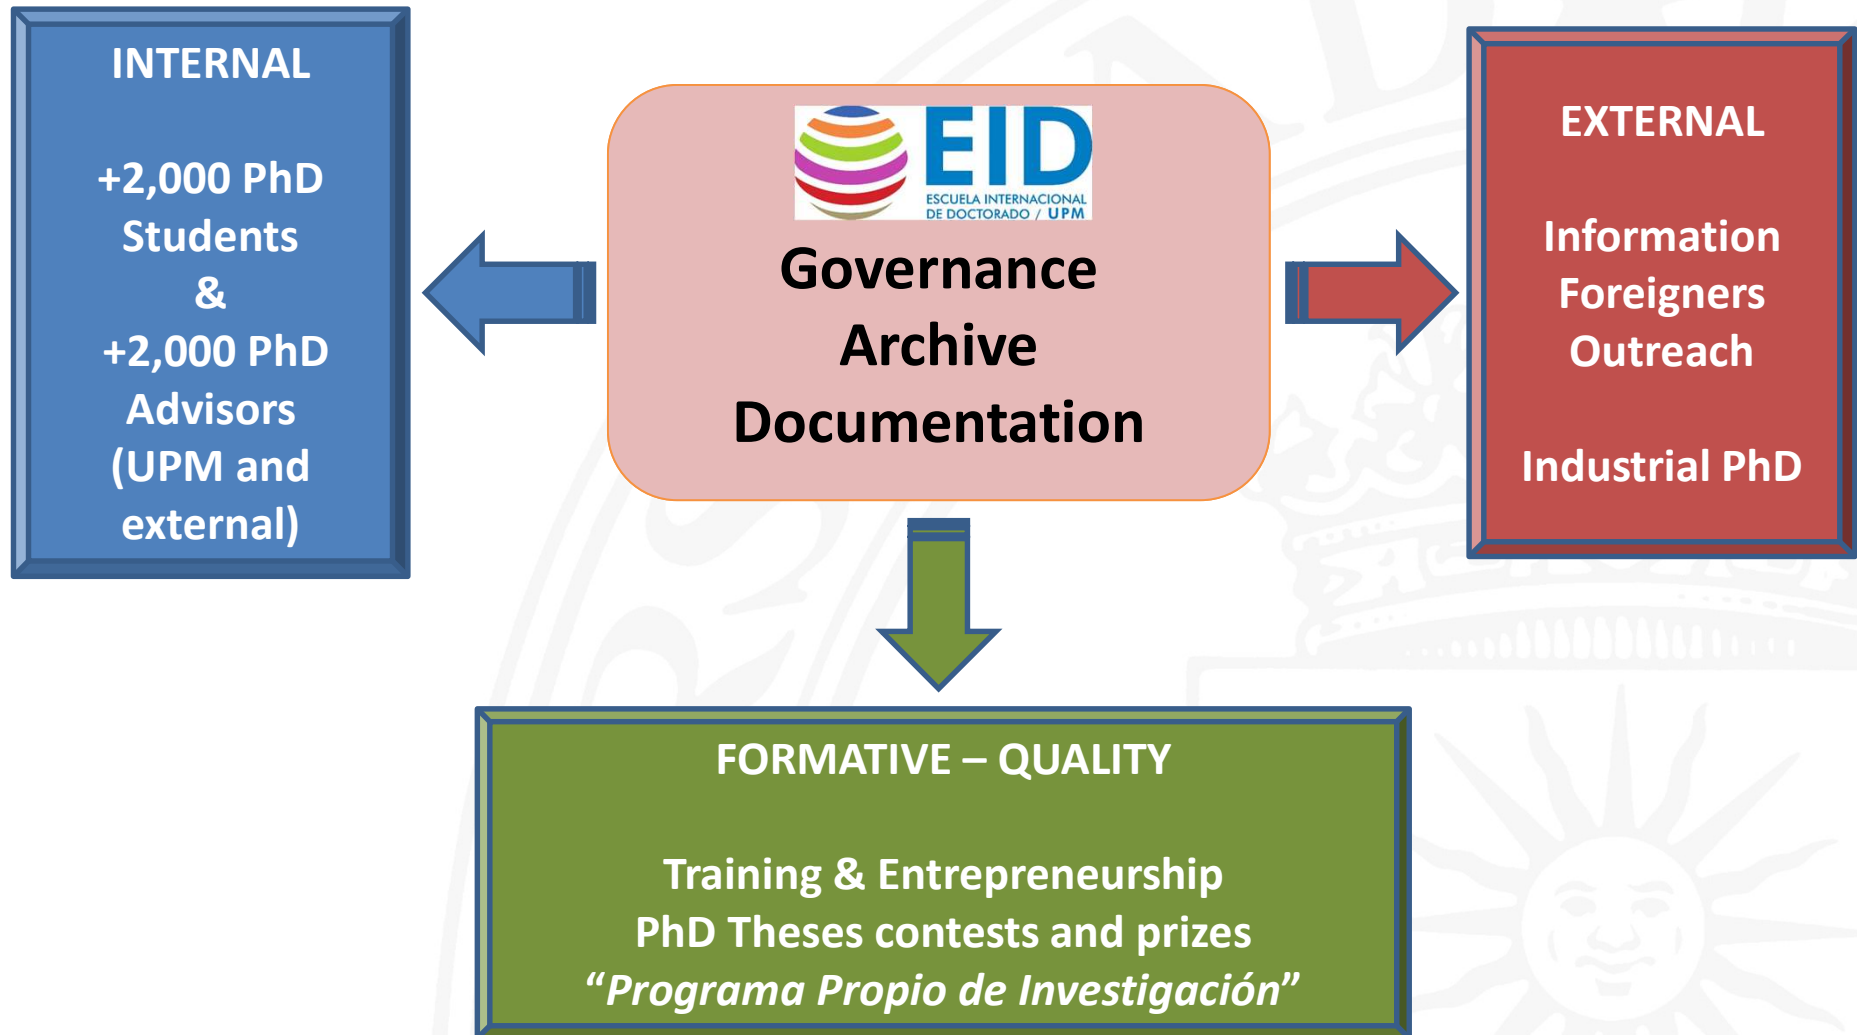 INTERNAL
+2,000 PhD
Students
&
+2,000 PhD
Advisors
(UPM and
external)
EID
ESCUELA INTERNACIONAL
DE DOCTORADO / UPM
Governance
Archive
Documentation
EXTERNAL
Information
Foreigners
Outreach
Industrial PhD
FORMATIVE – QUALITY
Training & Entrepreneurship
PhD Theses contests and prizes
“Programa Propio de Investigación”